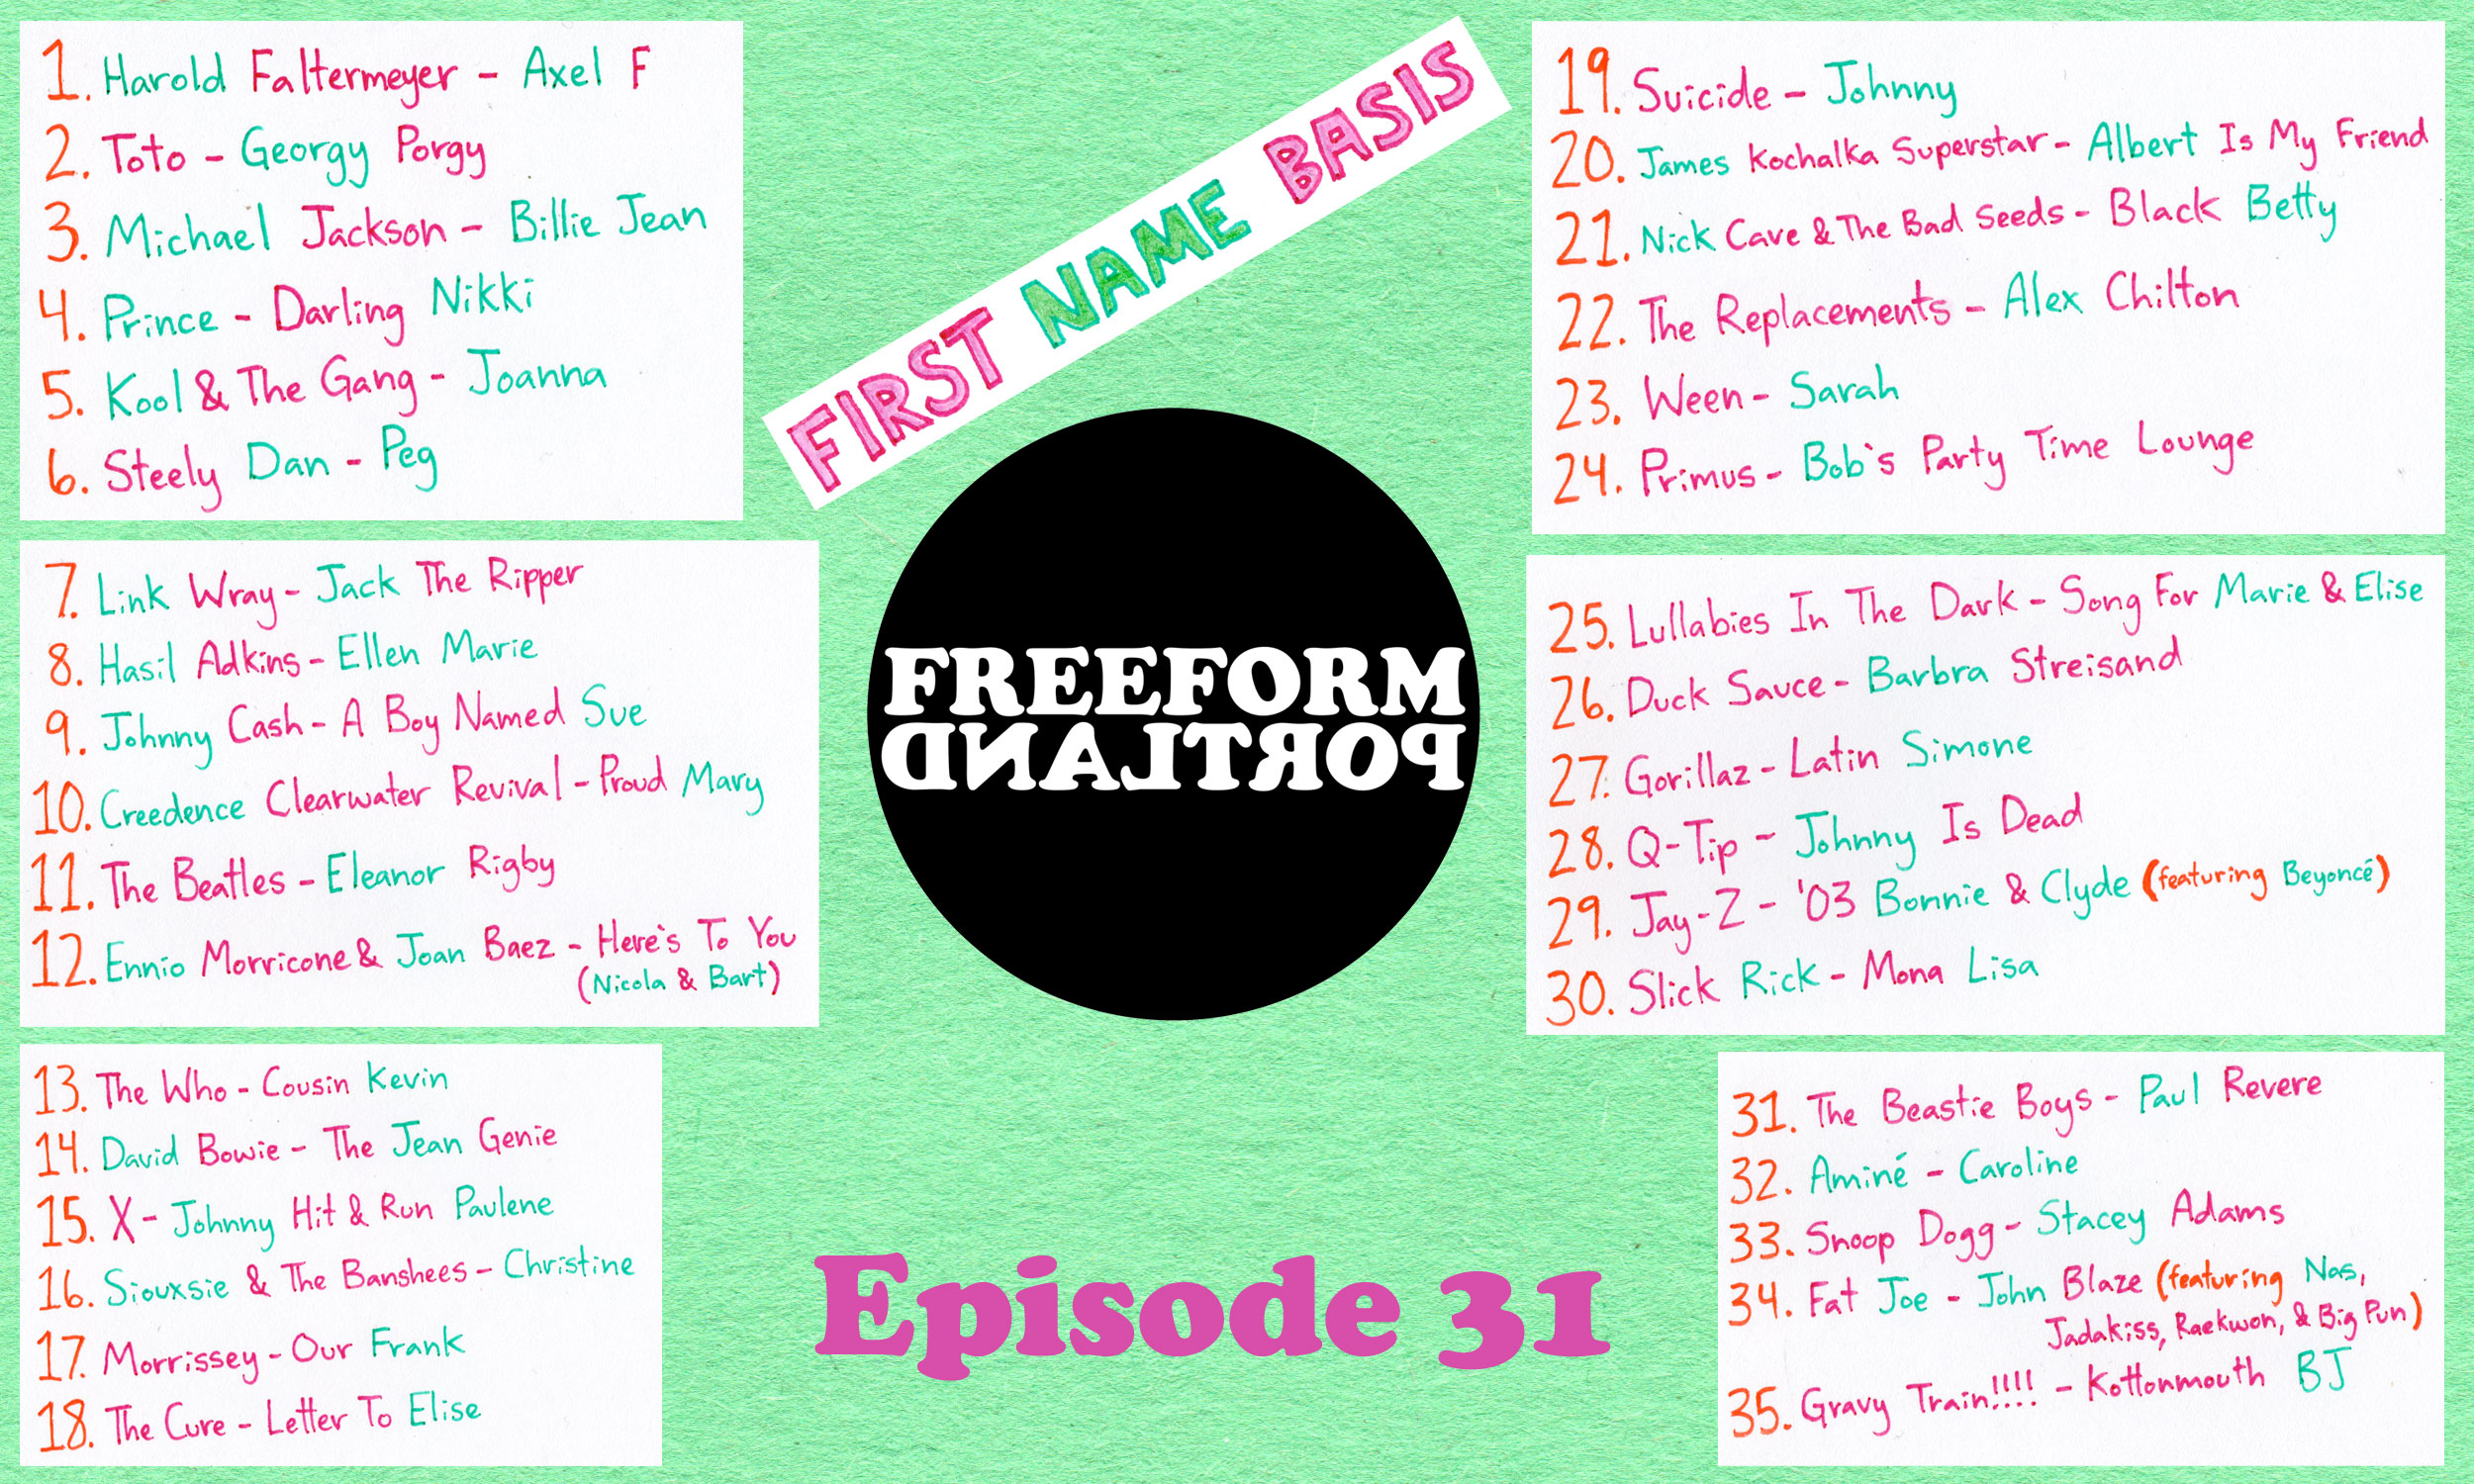 1. Harold Faltermeyer - Axel F
2. Toto - Georgy Porgy
3. Michael Jackson - Billie Jean
4. Prince - Darling Nikki
5. Kool & The Gang - Joanna
6. Steely Dan - Peg
7. Link Wray - Jack The Ripper
8. Hasil Adkins - Ellen Marie
9. Johnny Cash - A Boy Named Sue
10. Creedence Clearwater Revival - Proud Mary
11. The Beatles - Eleanor Rigby
12. Ennio Morricone & Joan Baez - Here's To You
(Nicola & Bart)
13. The Who - Cousin Kevin
14. David Bowie - The Jean Genie
15. X - Johnny Hit & Run Paulene
16. Siouxsie & The Banshees - Christine
17. Morrissey - Our Frank
18. The Cure - Letter To Elise
FIRST NAME BASIS
FREEFORM
PORTLAND
Episode 31
19. Suicide - Johnny
20. James Kochalka Superstar - Albert Is My Friend
21. Nick Cave & The Bad Seeds - Black Betty
22. The Replacements - Alex Chilton
23. Ween - Sarah
24. Primus - Bob's Party Time Lounge
25. Lullabies In The Dark - Song For Marie & Elise
26. Duck Sauce - Barbra Streisand
27. Gorillaz - Latin Simone
28. Q-Tip - Johnny Is Dead
29. Jay-Z - '03 Bonnie & Clyde (featuring Beyoncé)
30. Slick Rick - Mona Lisa
31. The Beastie Boys - Paul Revere
32. Aminé - Caroline
33. Snoop Dogg - Stacey Adams
34. Fat Joe - John Blaze (featuring Nas,
Jadakiss, Raekwon, & Big Pun)
35. Gravy Train!!!! - Kottonmouth BJ